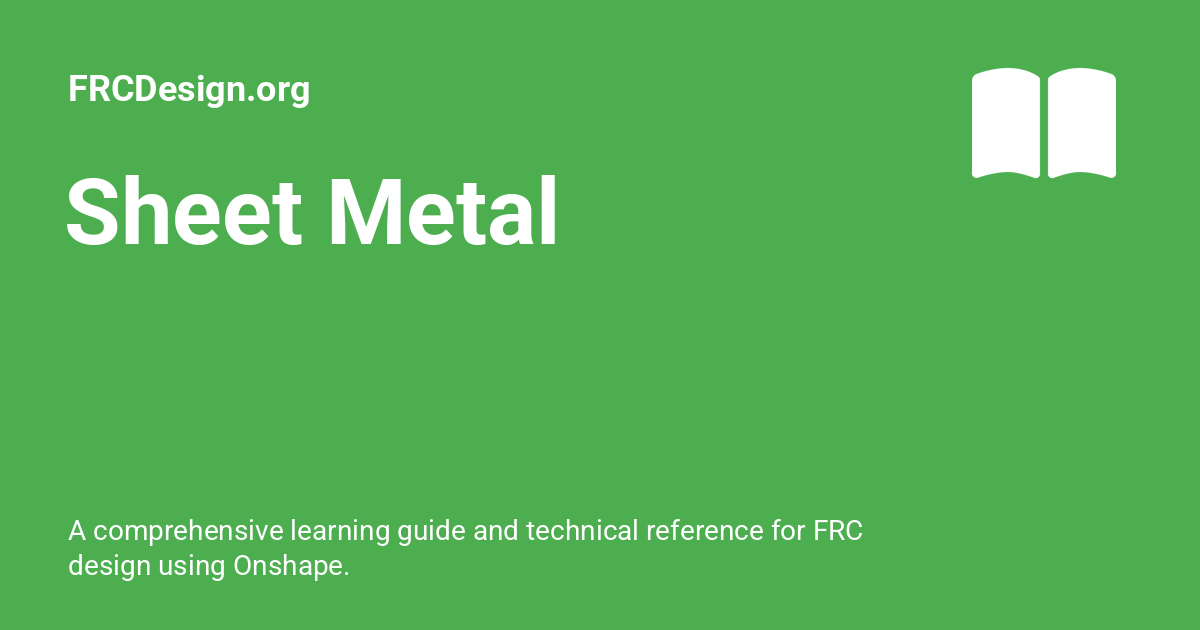 FRCDesign.org
Sheet Metal
A comprehensive learning guide and technical reference for FRC
design using Onshape.